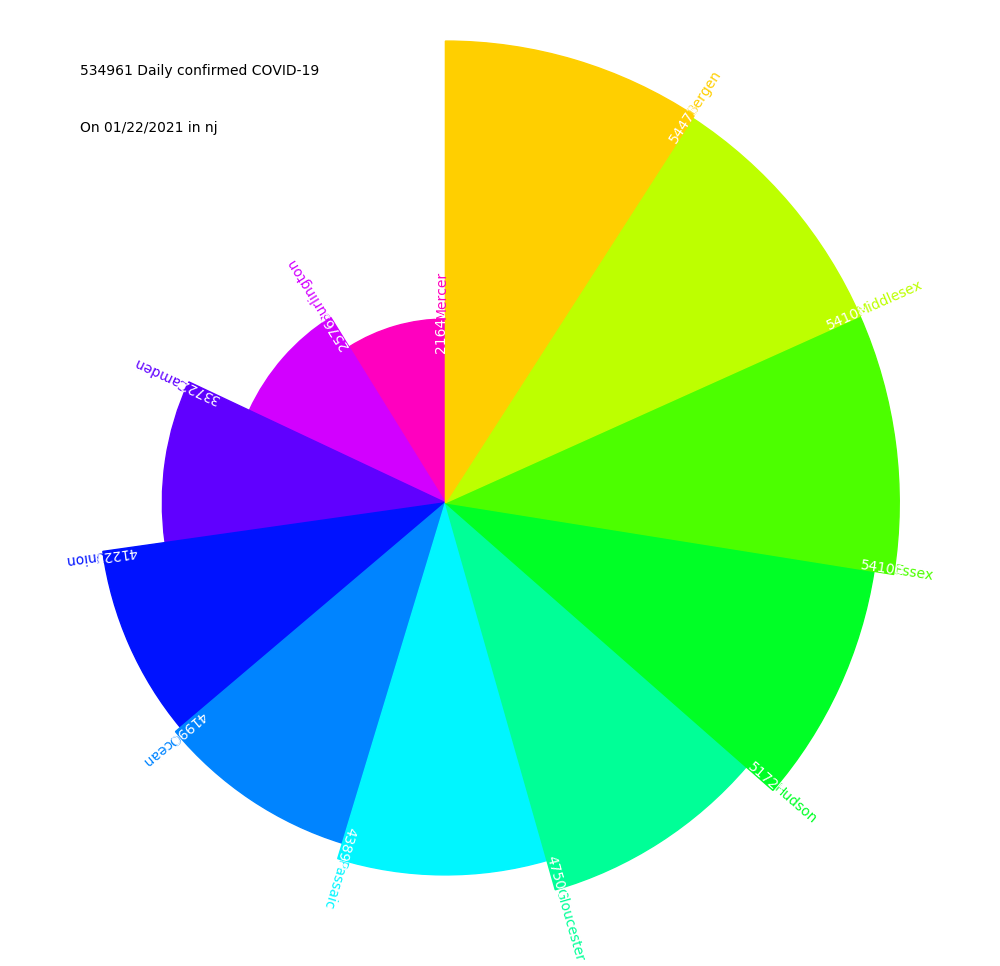 534961 Daily confirmed COVID-19
On 01/22/2021 in nj
5447Bergen
5410Middlesex
5410Essex
5172Hudson
4750Gloucester
4389Passaic
4199Ocean
4122Union
3372Camden
2576Burlington
2164Mercer